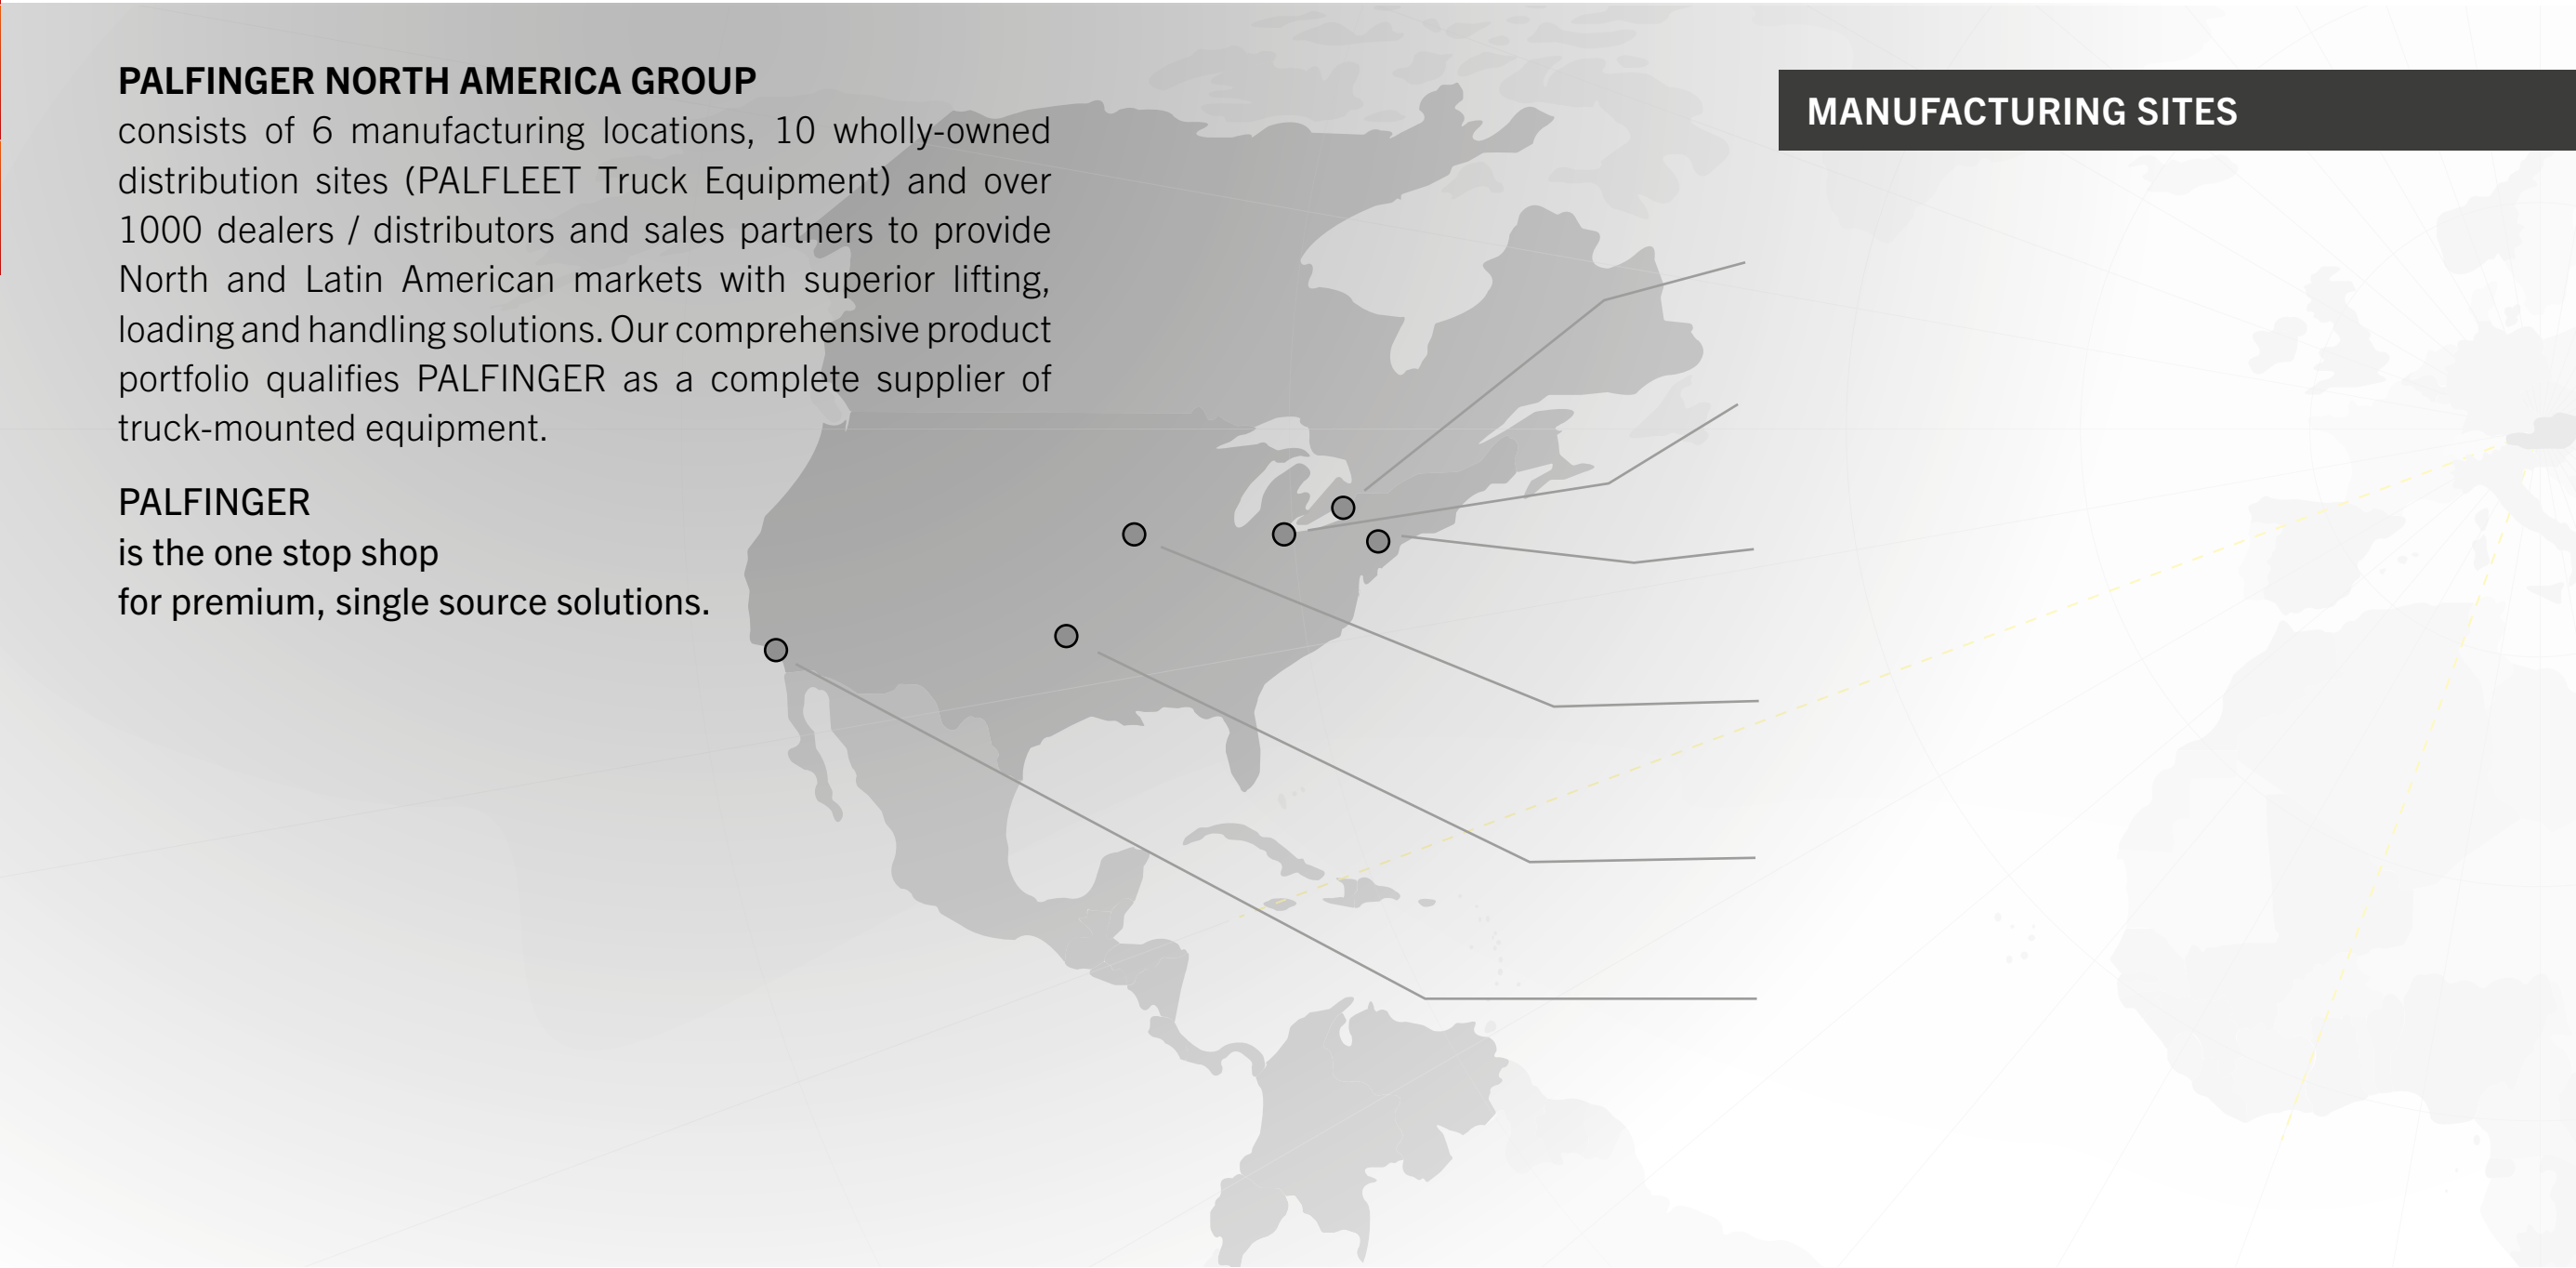 PALFINGER NORTH AMERICA GROUP
consists of 6 manufacturing locations, 10 wholly-owned
distribution sites (PALFLEET Truck Equipment) and over
1000 dealers / distributors and sales partners to provide
North and Latin American markets with superior lifting,
loading and handling solutions. Our comprehensive product
portfolio qualifies PALFINGER as a complete supplier of
truck-mounted equipment.
PALFINGER
is the one stop shop
for premium, single source solutions.
MANUFACTURING SITES